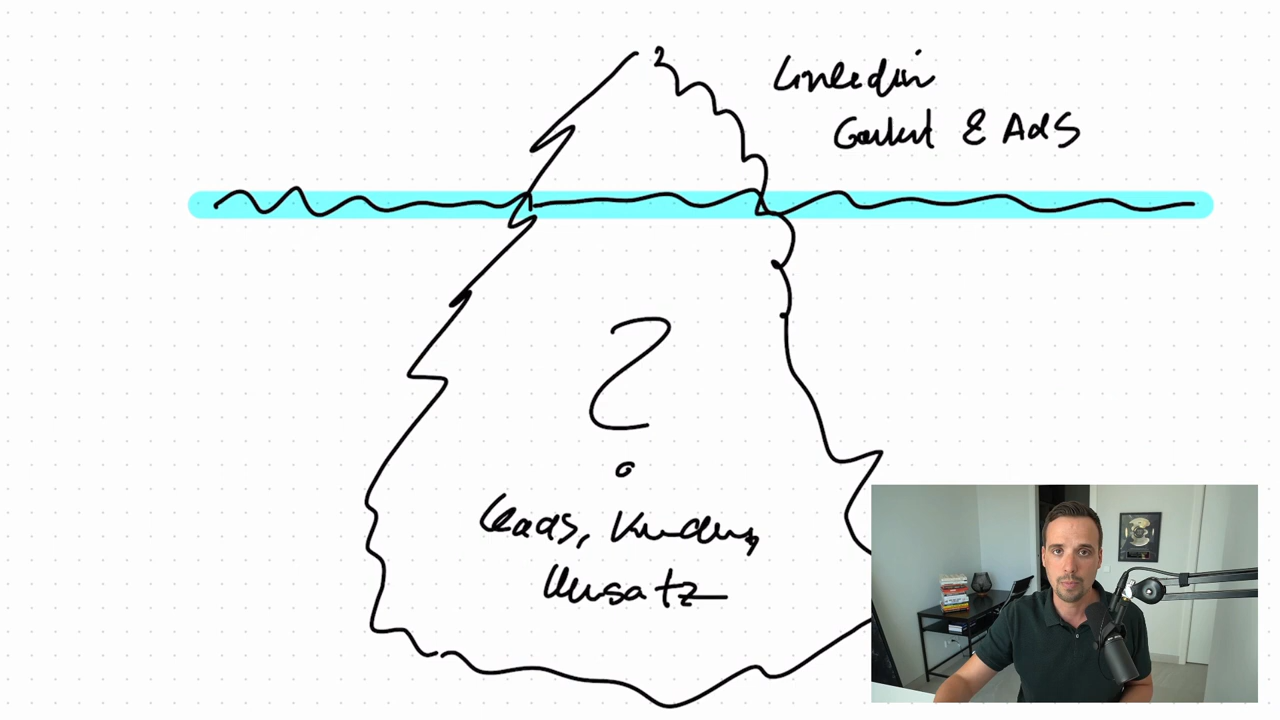 Linkedin
Content & Ads
?
Leads, Kunden,
Umsatz